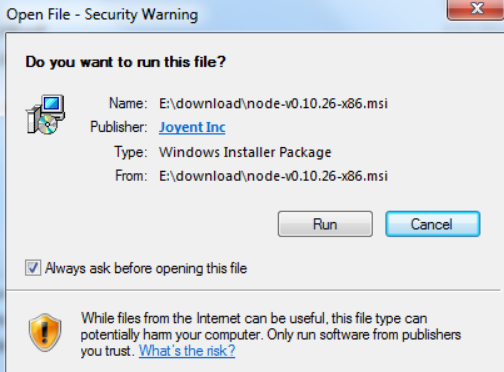 Open File - Security Warning
Do you want to run this file?
Name: E:\download\node-v0.10.26-x86.msi
Publisher: Joyent Inc
Type: Windows Installer Package
From: E:\download\node-v0.10.26-x86.msi
Run Cancel
Always ask before opening this file
While files from the Internet can be useful, this file type can
potentially harm your computer. Only run software from publishers
you trust. What's the risk?